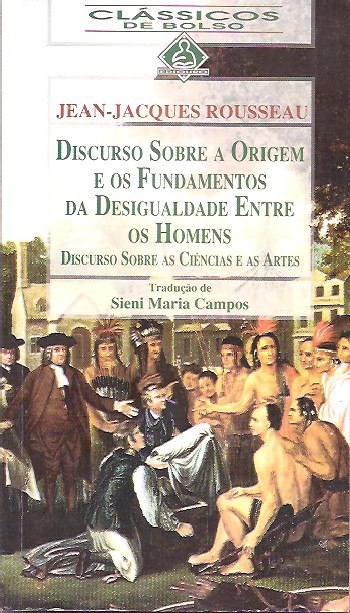 CLÁSSICOS
DE BOLSO
EDIOURO
JEAN-JACQUES ROUSSEAU
DISCURSO SOBRE A ORIGEM
E OS FUNDAMENTOS
DA DESIGUALDADE ENTRE
OS HOMENS
DISCURSO SOBRE AS CIÊNCIAS E AS ARTES
Tradução de
Sieni Maria Campos